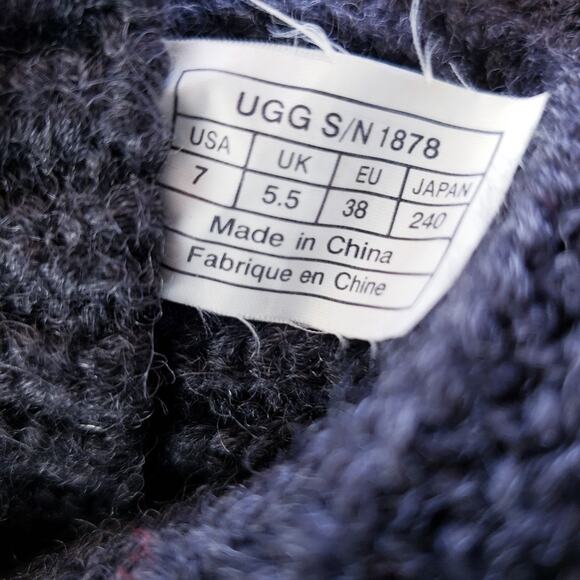 UGG S/N 1878
USA UK EU JAPAN
7 5.5 38 240
Made in China
Fabrique en Chine